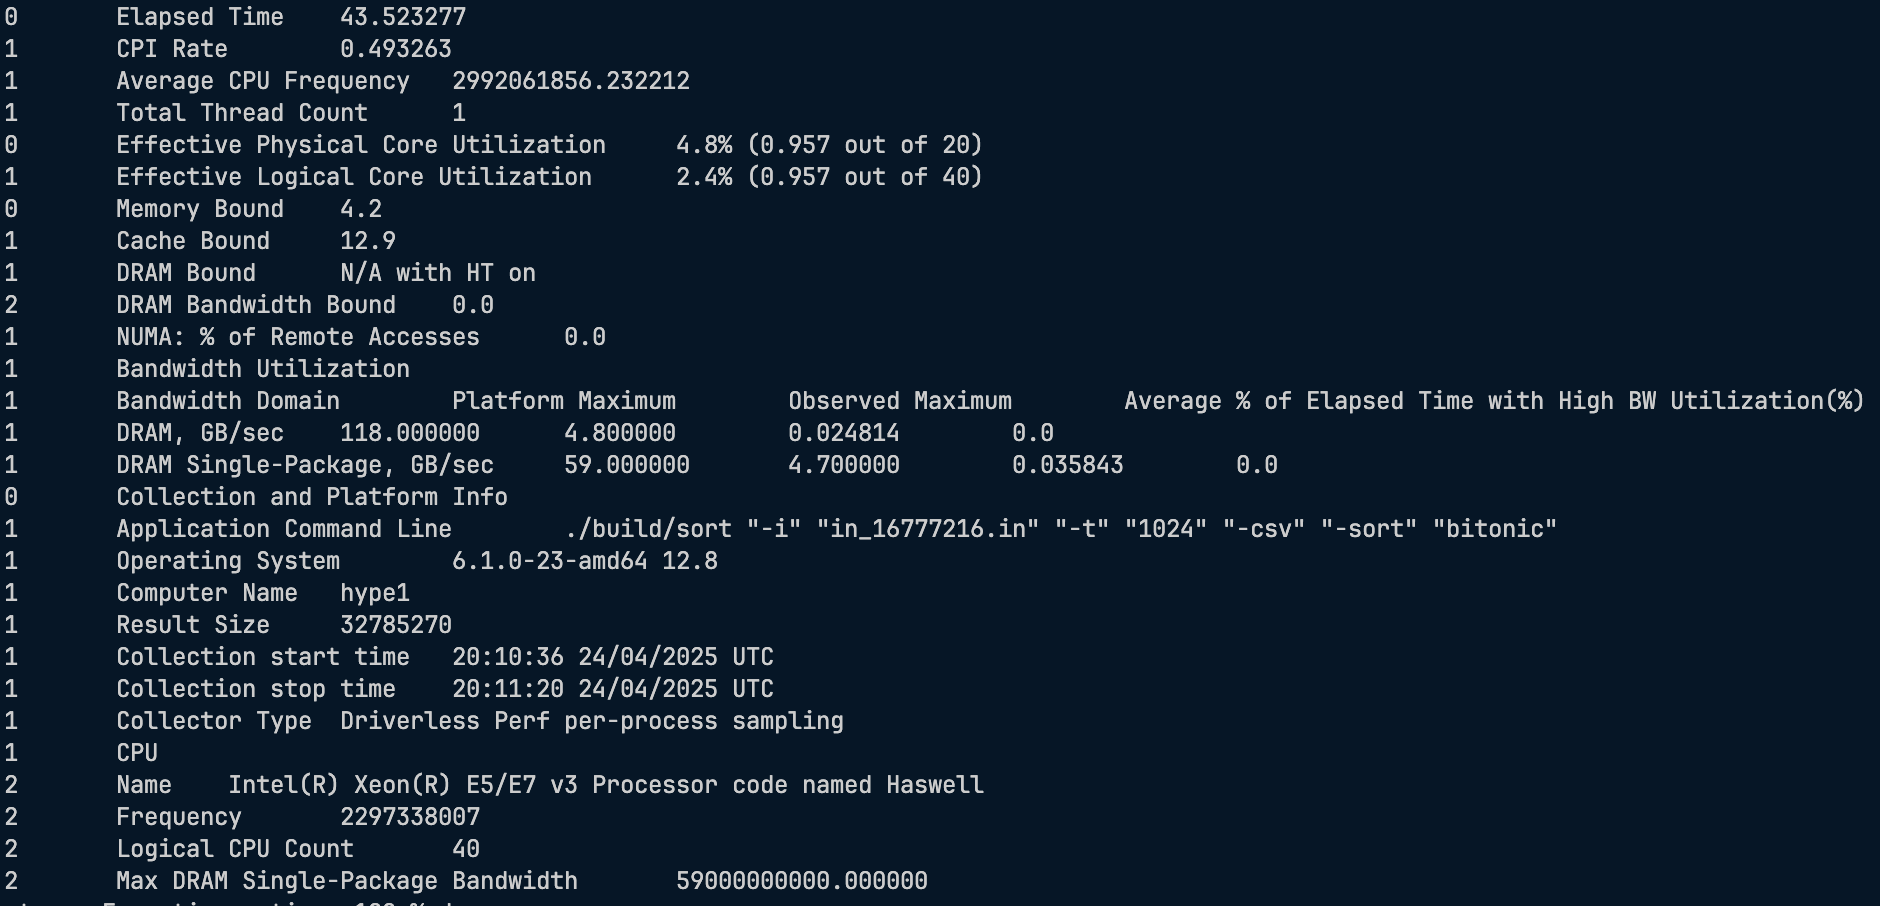 0 Elapsed Time 43.523277
1 CPI Rate 0.493263
1 Average CPU Frequency 2992061856.232212
1 Total Thread Count 1
0 Effective Physical Core Utilization 4.8% (0.957 out of 20)
1 Effective Logical Core Utilization 2.4% (0.957 out of 40)
0 Memory Bound 4.2
1 Cache Bound 12.9
1 DRAM Bound N/A with HT on
2 DRAM Bandwidth Bound 0.0
1 NUMA: % of Remote Accesses 0.0
1 Bandwidth Utilization
1 Bandwidth Domain Platform Maximum Observed Maximum Average % of Elapsed Time with High BW Utilization(%)
1 DRAM, GB/sec 118.000000 4.800000 0.024814 0.0
1 DRAM Single-Package, GB/sec 59.000000 4.700000 0.035843 0.0
0 Collection and Platform Info
1 Application Command Line ./build/sort "-i" "in_16777216.in" "-t" "1024" "-csv" "-sort" "bitonic"
1 Operating System 6.1.0-23-amd64 12.8
1 Computer Name hype1
1 Result Size 32785270
1 Collection start time 20:10:36 24/04/2025 UTC
1 Collection stop time 20:11:20 24/04/2025 UTC
1 Collector Type Driverless Perf per-process sampling
1 CPU
2 Name Intel(R) Xeon(R) E5/E7 v3 Processor code named Haswell
2 Frequency 2297338007
2 Logical CPU Count 40
2 Max DRAM Single-Package Bandwidth 59000000000.000000